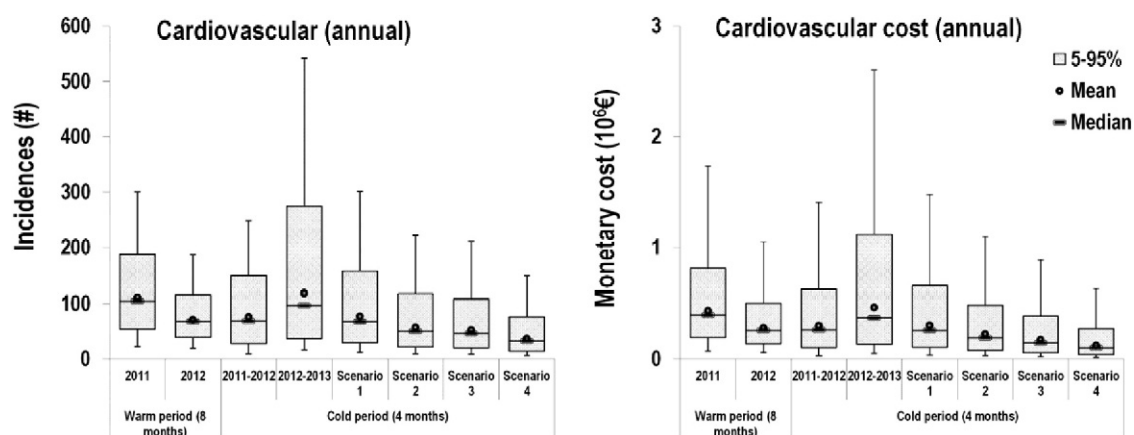 Cardiovascular (annual)
Incidences (#)
600
500
400
300
200
100
0
2011
2012
2011-2012
2012-2013
Scenario
1
Scenario
2
Scenario
3
Scenario
4
Warm period (8
months)
Cold period (4 months)
Cardiovascular cost (annual)
Monetary cost (10⁶€)
3
2
1
0
5-95%
Mean
Median
2011
2012
2011-2012
2012-2013
Scenario
1
Scenario
2
Scenario
3
Scenario
4
Warm period (8
months)
Cold period (4 months)